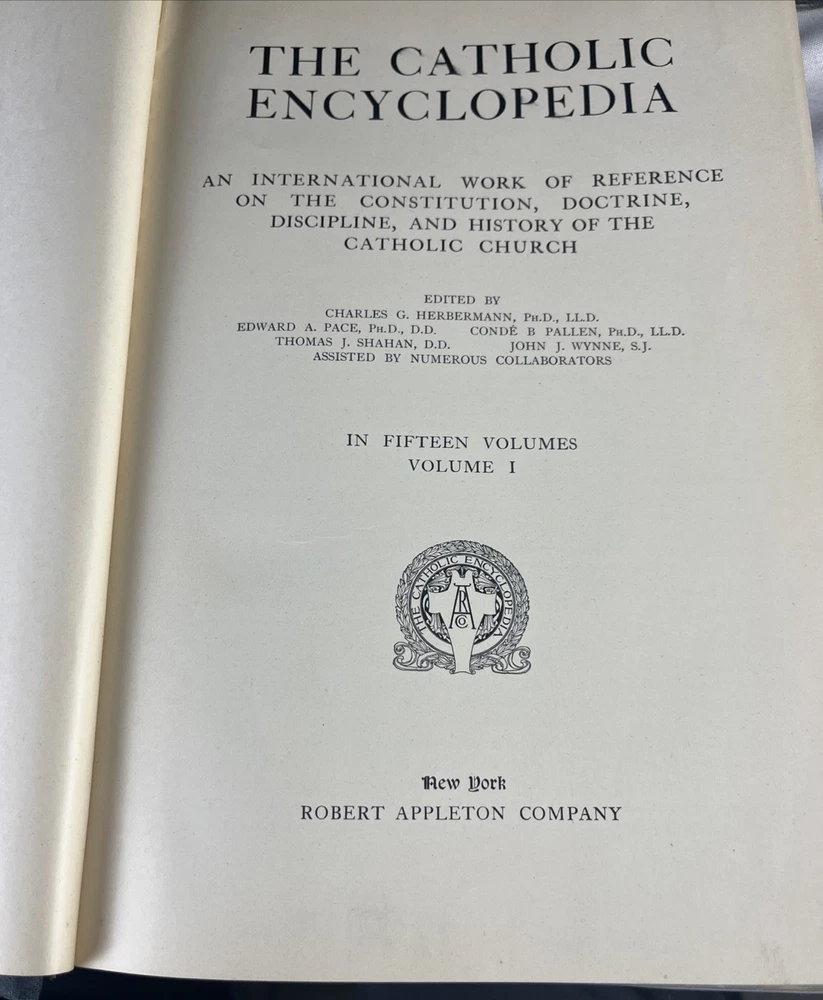 THE CATHOLIC
ENCYCLOPEDIA
AN INTERNATIONAL WORK OF REFERENCE
ON THE CONSTITUTION, DOCTRINE,
DISCIPLINE, AND HISTORY OF THE
CATHOLIC CHURCH
EDITED BY
CHARLES G. HERBERMANN, PH.D., LL.D.
EDWARD A. PACE, PH.D., D.D. CONDÉ B PALLEN, PH.D., LL.D.
THOMAS J. SHAHAN, D.D. JOHN J. WYNNE, S.J.
ASSISTED BY NUMEROUS COLLABORATORS
IN FIFTEEN VOLUMES
VOLUME I
THE CATHOLIC ENCYCLOPEDIA
RA
Co
New York
ROBERT APPLETON COMPANY